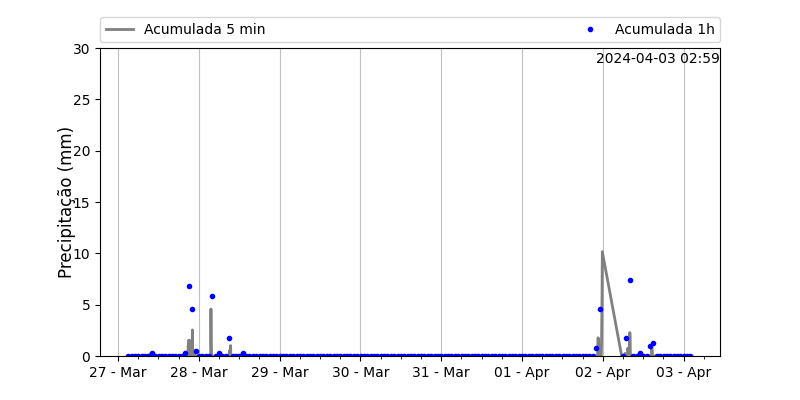 Acumulada 5 min
Acumulada 1h
2024-04-03 02:59
Precipitação (mm)
30
25
20
15
10
5
0
27 - Mar
28 - Mar
29 - Mar
30 - Mar
31 - Mar
01 - Apr
02 - Apr
03 - Apr